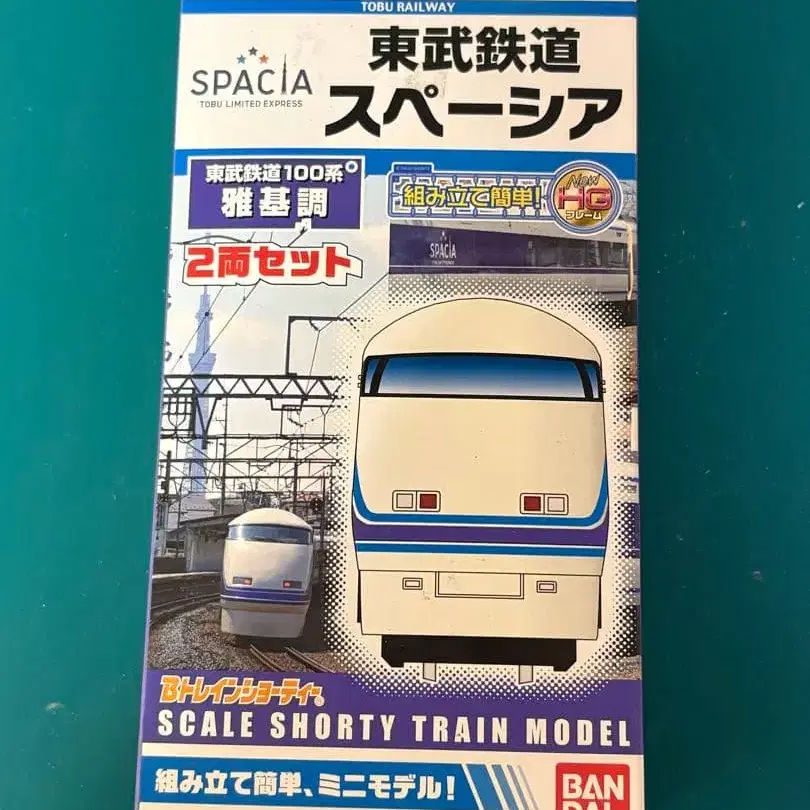 TOBU RAILWAY
SPACIA
TOBU LIMITED EXPRESS
東武鉄道
スペーシア
東武鉄道100系
雅基調
組み立て簡単!
New
HG
フレーム
2両セット
SPACIA
Bトレインショーティー
SCALE SHORTY TRAIN MODEL
組み立て簡単、ミニモデル!
BAN
DAI